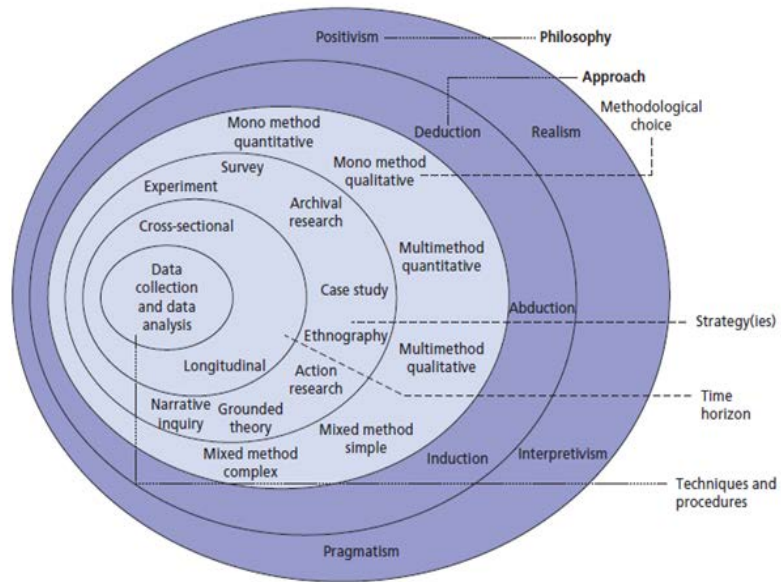 Positivism
Philosophy
Approach
Methodological
choice
Deduction
Realism
Mono method
quantitative
Mono method
qualitative
Survey
Experiment
Archival
research
Cross-sectional
Multimethod
quantitative
Data
collection
and data
analysis
Case study
Abduction
Strategy(ies)
Ethnography
Multimethod
qualitative
Longitudinal
Action
research
Time
horizon
Narrative
inquiry
Grounded
theory
Mixed method
simple
Mixed method
complex
Induction
Interpretivism
Techniques and
procedures
Pragmatism